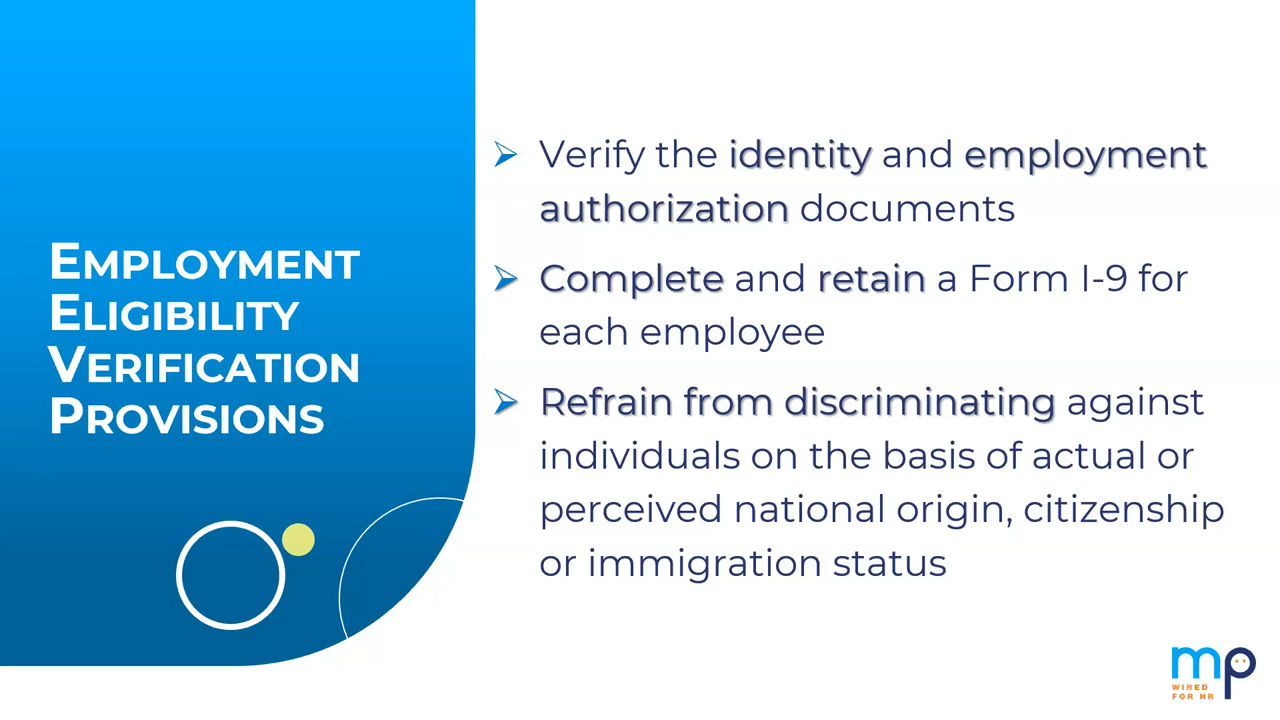 EMPLOYMENT
ELIGIBILITY
VERIFICATION
PROVISIONS
Verify the identity and employment
authorization documents
Complete and retain a Form I-9 for
each employee
Refrain from discriminating against
individuals on the basis of actual or
perceived national origin, citizenship
or immigration status
mp
WIRED
FOR HR